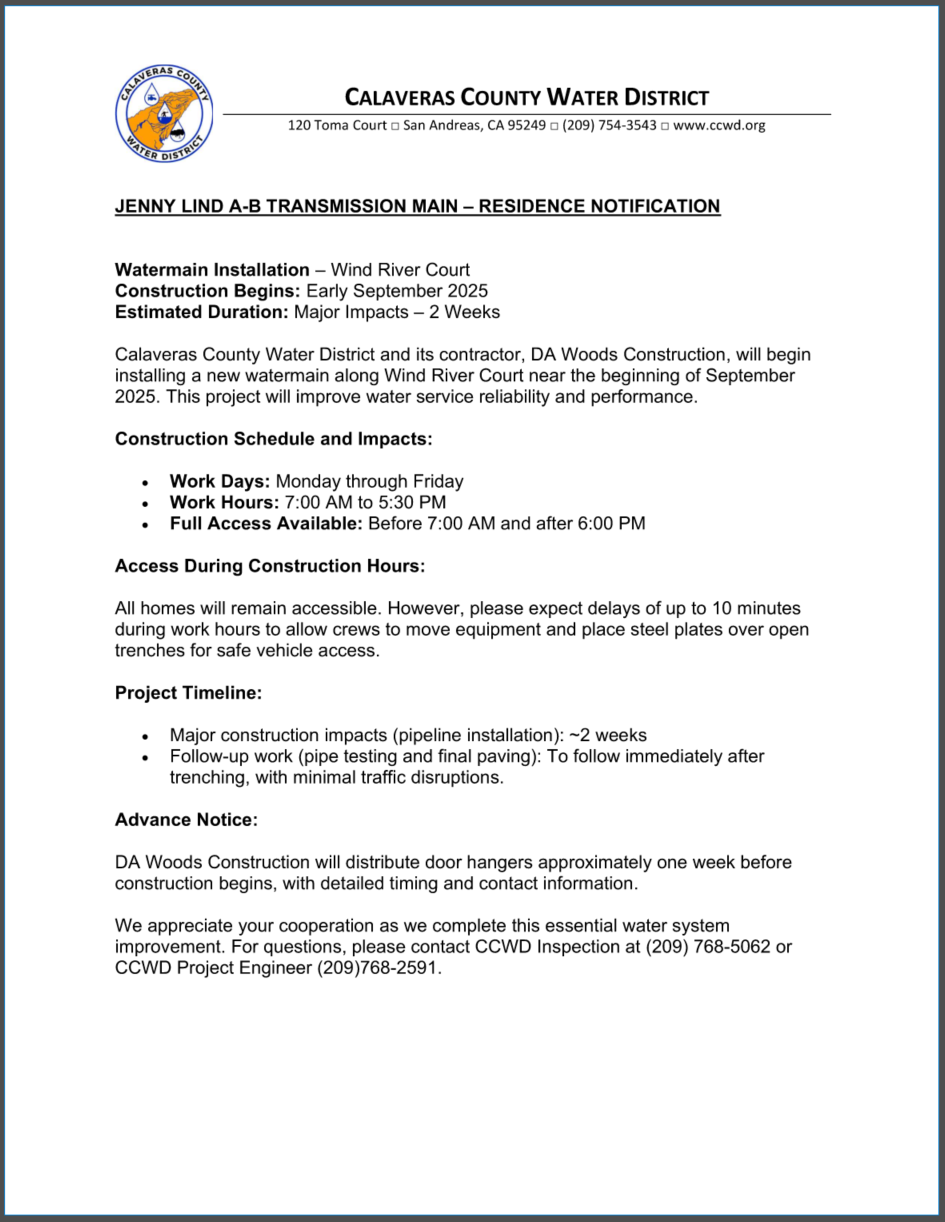 CALAVERAS COUNTY
WATER DISTRICT
CALAVERAS COUNTY WATER DISTRICT
120 Toma Court □ San Andreas, CA 95249 □ (209) 754-3543 □ www.ccwd.org
JENNY LIND A-B TRANSMISSION MAIN – RESIDENCE NOTIFICATION
Watermain Installation – Wind River Court
Construction Begins: Early September 2025
Estimated Duration: Major Impacts – 2 Weeks
Calaveras County Water District and its contractor, DA Woods Construction, will begin
installing a new watermain along Wind River Court near the beginning of September
2025. This project will improve water service reliability and performance.
Construction Schedule and Impacts:
• Work Days: Monday through Friday
• Work Hours: 7:00 AM to 5:30 PM
• Full Access Available: Before 7:00 AM and after 6:00 PM
Access During Construction Hours:
All homes will remain accessible. However, please expect delays of up to 10 minutes
during work hours to allow crews to move equipment and place steel plates over open
trenches for safe vehicle access.
Project Timeline:
• Major construction impacts (pipeline installation): ~2 weeks
• Follow-up work (pipe testing and final paving): To follow immediately after
trenching, with minimal traffic disruptions.
Advance Notice:
DA Woods Construction will distribute door hangers approximately one week before
construction begins, with detailed timing and contact information.
We appreciate your cooperation as we complete this essential water system
improvement. For questions, please contact CCWD Inspection at (209) 768-5062 or
CCWD Project Engineer (209)768-2591.